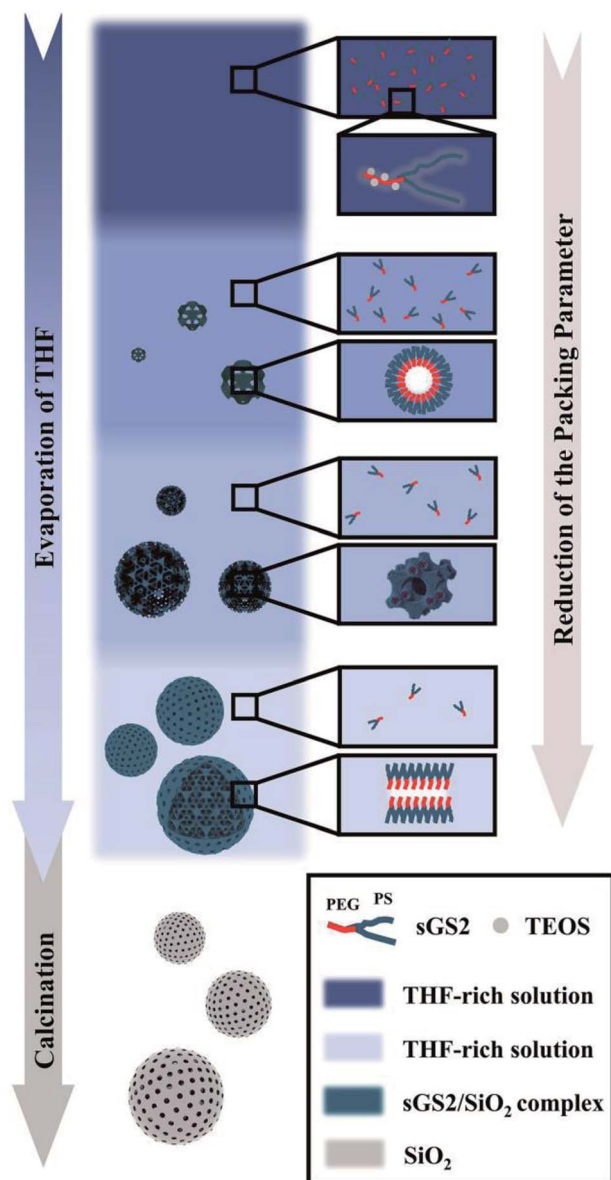 Evaporation of THF
Calcination
Reduction of the Packing Parameter
PEG PS
sGS2 TEOS
THF-rich solution
THF-rich solution
sGS2/SiO₂ complex
SiO₂